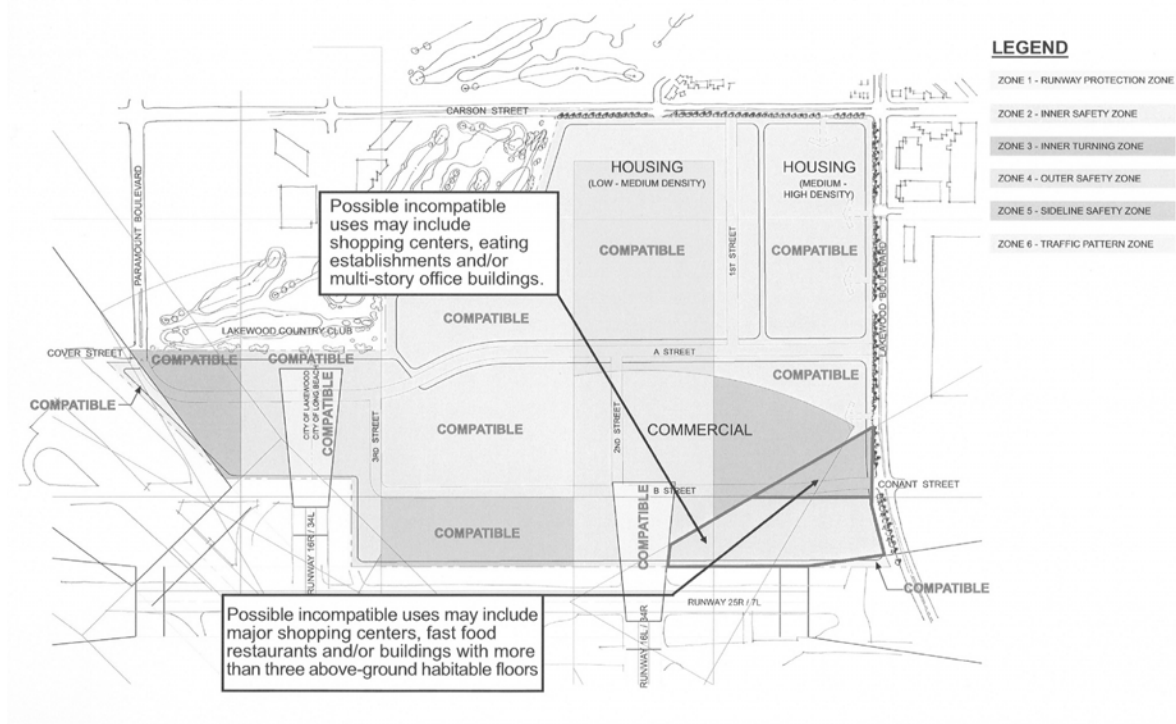 LEGEND
ZONE 1 - RUNWAY PROTECTION ZONE
ZONE 2 - INNER SAFETY ZONE
ZONE 3 - INNER TURNING ZONE
ZONE 4 - OUTER SAFETY ZONE
ZONE 5 - SIDELINE SAFETY ZONE
ZONE 6 - TRAFFIC PATTERN ZONE
CARSON STREET
PARAMOUNT BOULEVARD
HOUSING
(LOW - MEDIUM DENSITY)
HOUSING
(MEDIUM -
HIGH DENSITY)
Possible incompatible
uses may include
shopping centers, eating
establishments and/or
multi-story office buildings.
COMPATIBLE
COMPATIBLE
1ST STREET
LAKEWOOD BOULEVARD
COMPATIBLE
LAKEWOOD COUNTRY CLUB
COVER STREET
COMPATIBLE
COMPATIBLE
A STREET
COMPATIBLE
COMPATIBLE
CITY OF LAKEWOOD
CITY OF LONG BEACH
COMPATIBLE
3RD STREET
COMPATIBLE
2ND STREET
COMMERCIAL
B STREET
CONANT STREET
COMPATIBLE
COMPATIBLE
RUNWAY 16R / 34L
COMPATIBLE
RUNWAY 25R / 7L
RUNWAY 16L / 34R
Possible incompatible uses may include
major shopping centers, fast food
restaurants and/or buildings with more
than three above-ground habitable floors